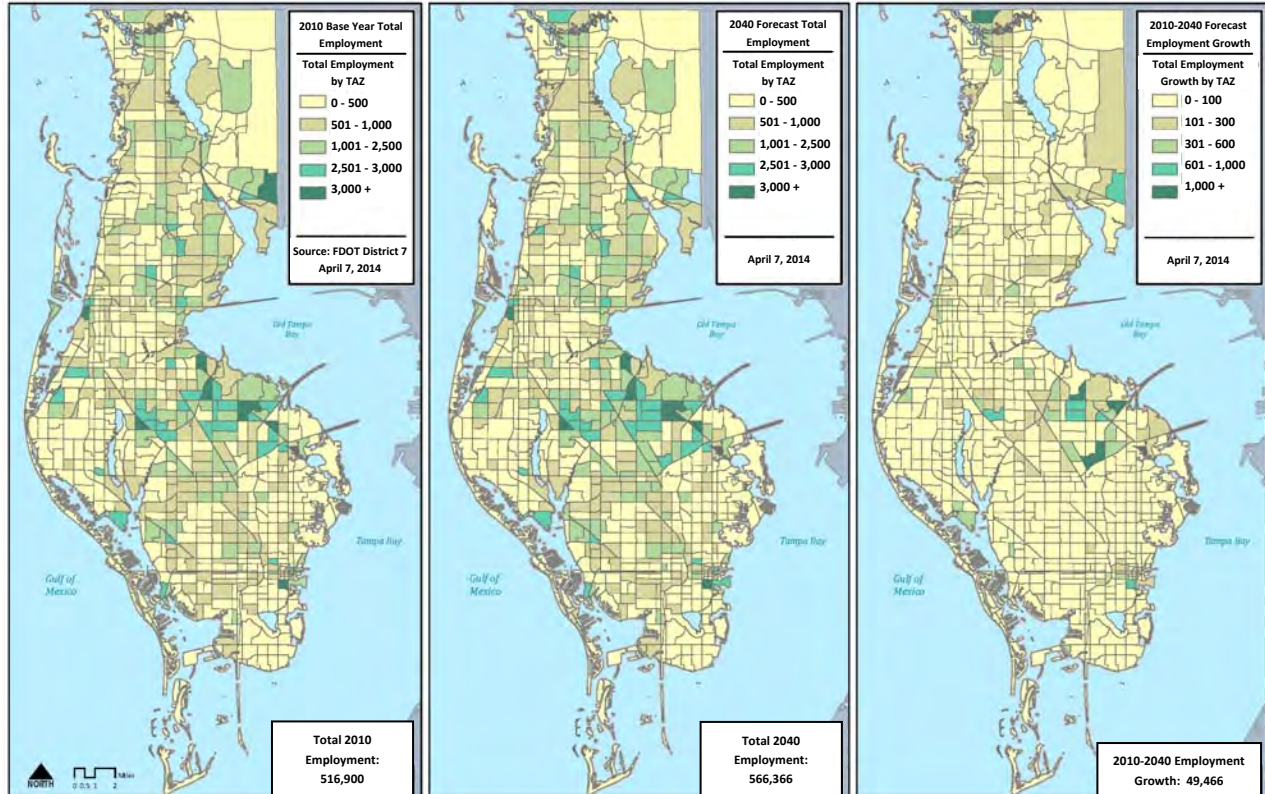 2010 Base Year Total
Employment
Total Employment
by TAZ
0 - 500
501 - 1,000
1,001 - 2,500
2,501 - 3,000
3,000 +
Source: FDOT District 7
April 7, 2014
Old Tampa
Bay
Tampa Bay
Gulf of
Mexico
NORTH
0 0.5 1 2
Miles
Total 2010
Employment:
516,900
2040 Forecast Total
Employment
Total Employment
by TAZ
0 - 500
501 - 1,000
1,001 - 2,500
2,501 - 3,000
3,000 +
April 7, 2014
Old Tampa
Bay
Tampa Bay
Gulf of
Mexico
Total 2040
Employment:
566,366
2010-2040 Forecast
Employment Growth
Total Employment
Growth by TAZ
0 - 100
101 - 300
301 - 600
601 - 1,000
1,000 +
April 7, 2014
Old Tampa
Bay
Tampa Bay
Gulf of
Mexico
2010-2040 Employment
Growth: 49,466